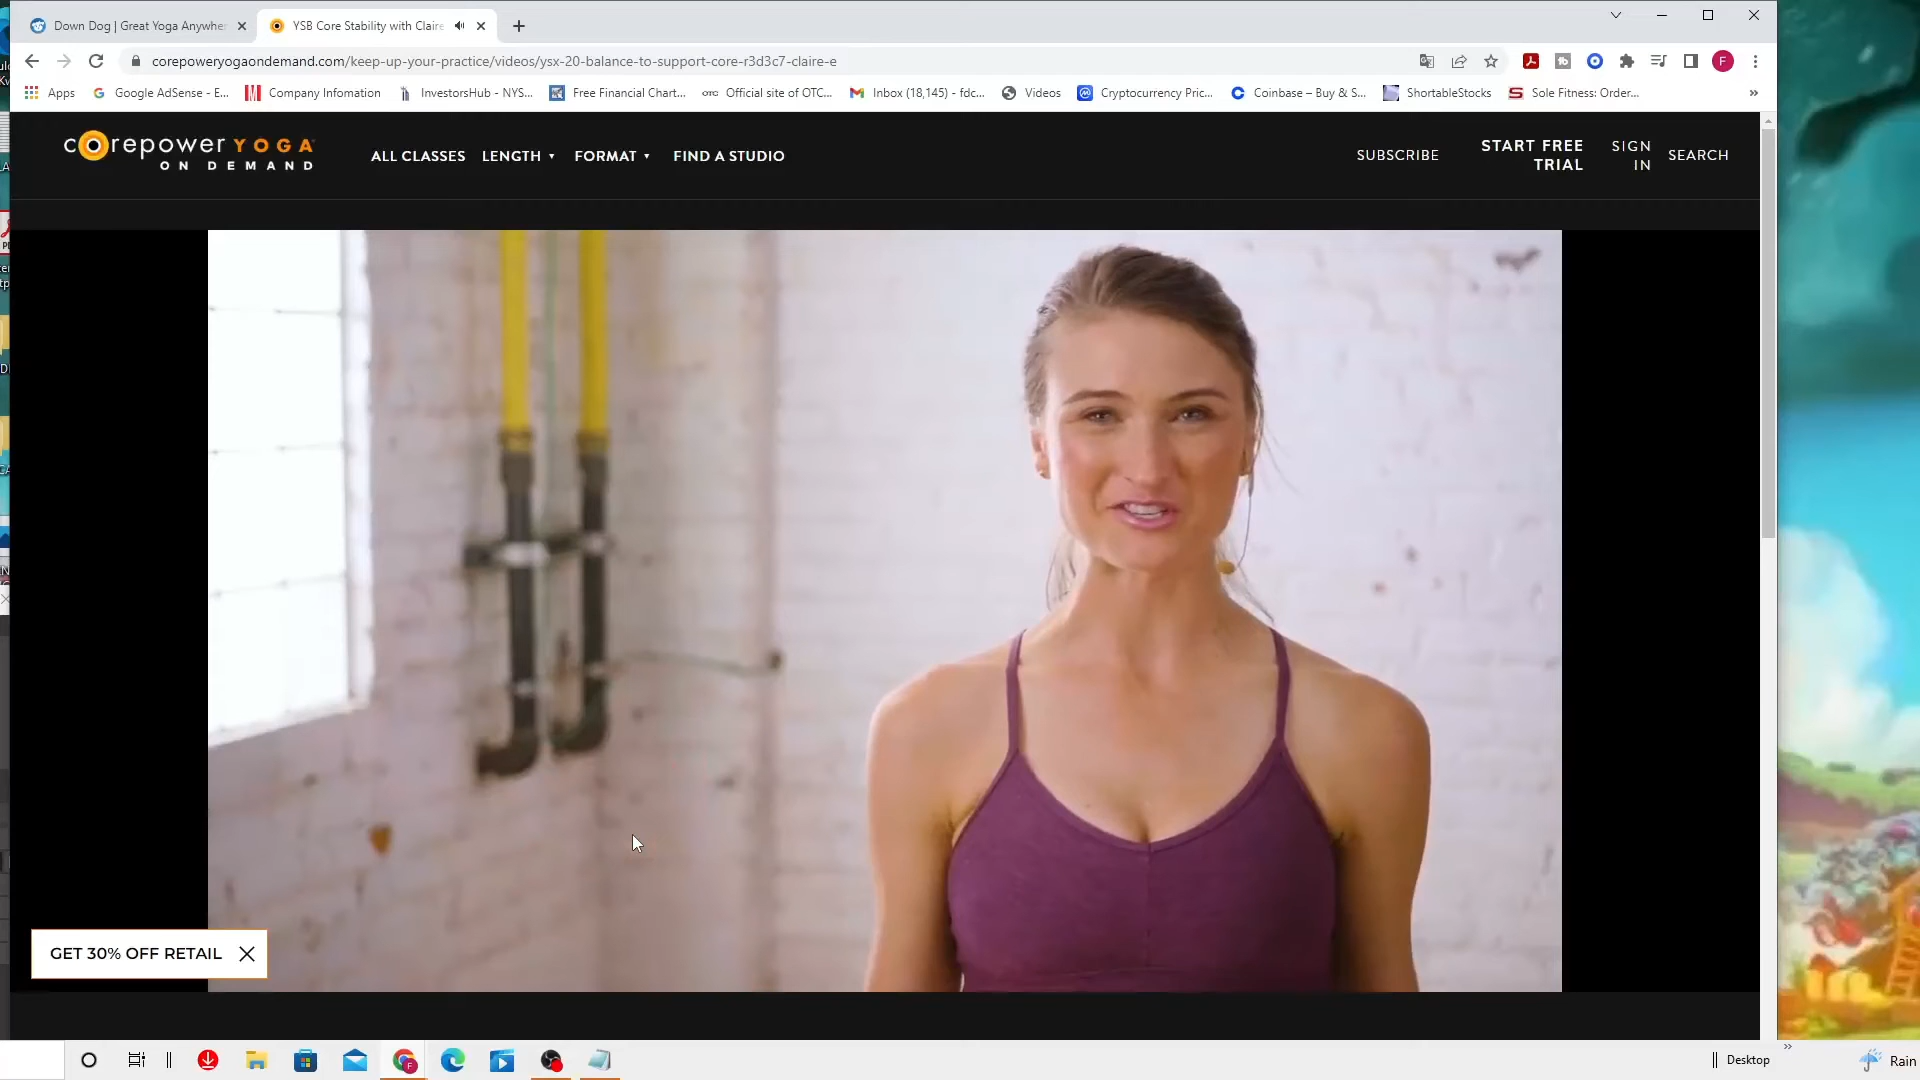 Down Dog | Great Yoga Anywher
YSB Core Stability with Claire
corepoweryogaondemand.com/keep-up-your-practice/videos/ysx-20-balance-to-support-core-r3d3c7-claire-e
F
Apps
Google AdSense - E...
Company Infomation
InvestorsHub - NYS...
Free Financial Chart...
OTC
Official site of OTC...
Inbox (18,145) - fdc...
Videos
Cryptocurrency Pric...
Coinbase – Buy & S...
ShortableStocks
Sole Fitness: Order...
corepower YOGA
ON DEMAND
ALL CLASSES
LENGTH
FORMAT
FIND A STUDIO
SUBSCRIBE
START FREE
TRIAL
SIGN
IN
SEARCH
GET 30% OFF RETAIL
Desktop
Rain